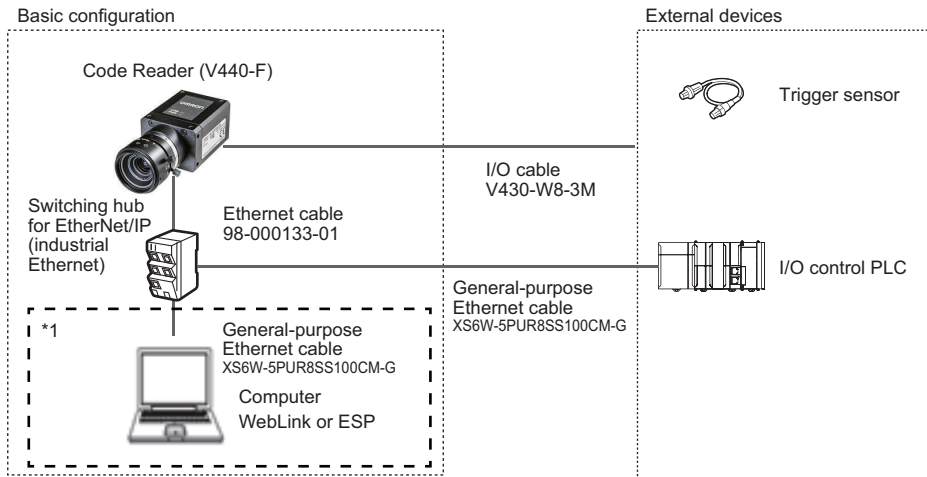 Basic configuration
External devices
Code Reader (V440-F)
OMRON
Trigger sensor
I/O cable
V430-W8-3M
Switching hub
for EtherNet/IP
(industrial
Ethernet)
Ethernet cable
98-000133-01
I/O control PLC
General-purpose
Ethernet cable
XS6W-5PUR8SS100CM-G
*1
General-purpose
Ethernet cable
XS6W-5PUR8SS100CM-G
Computer
WebLink or ESP